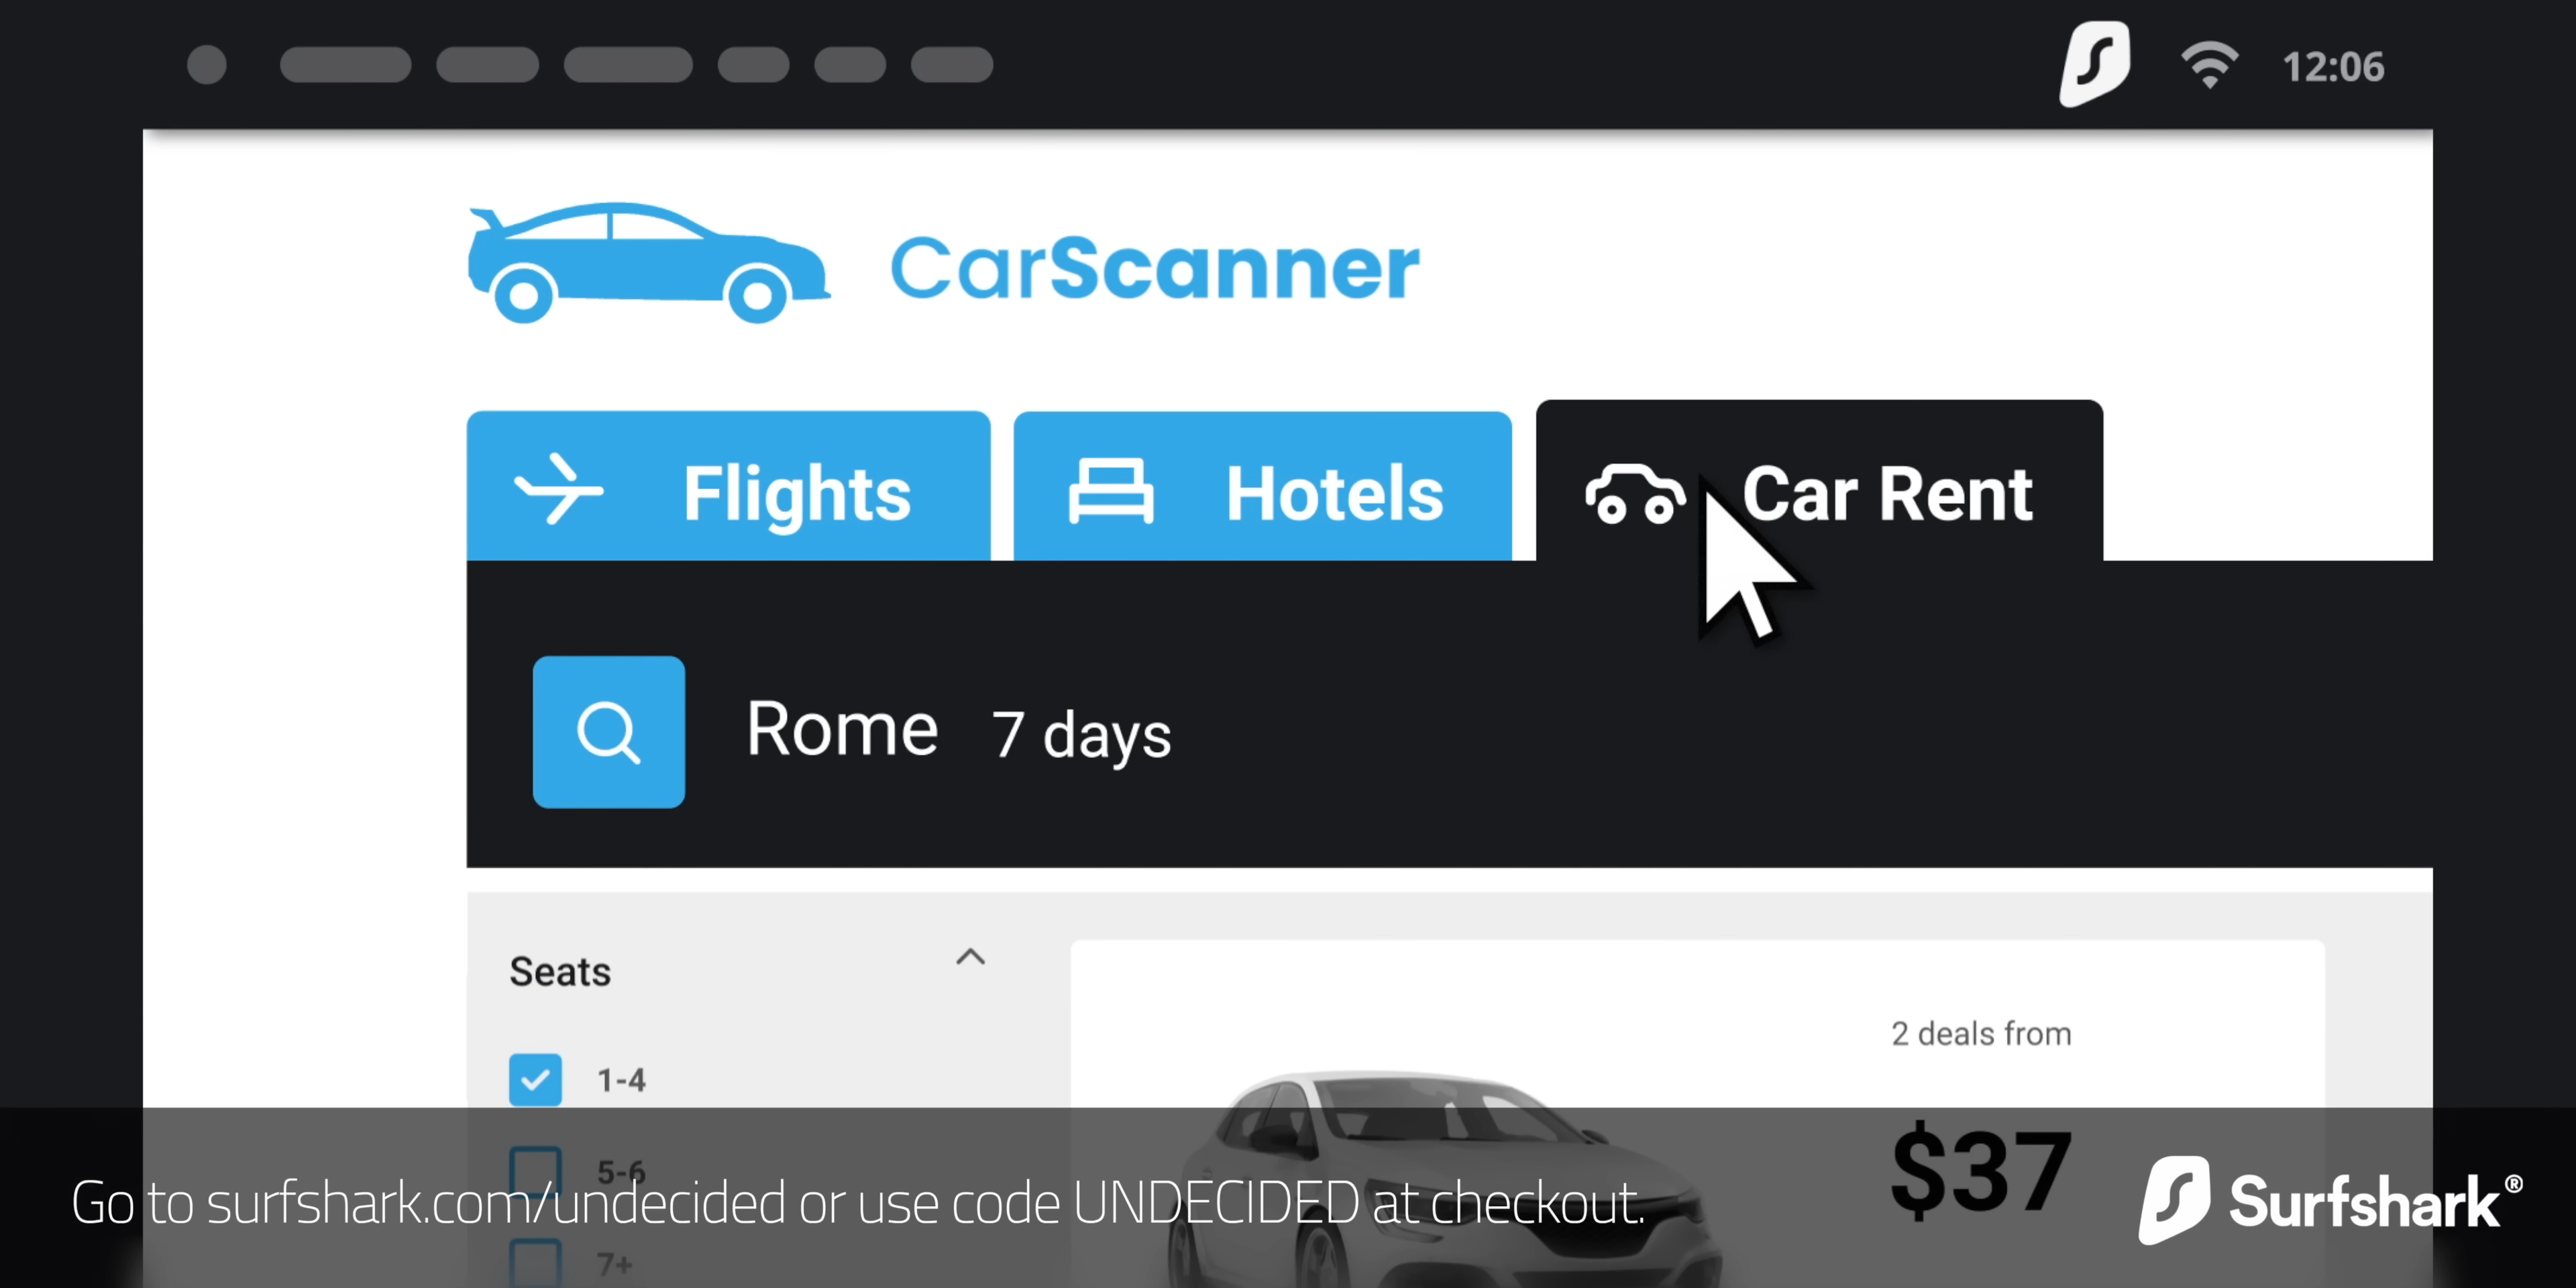 12:06
CarScanner
Flights
Hotels
Car Rent
Rome 7 days
Seats
2 deals from
1-4
$37
5-6
Go to surfshark.com/undecided or use code UNDECIDED at checkout.
Surfshark®
7+